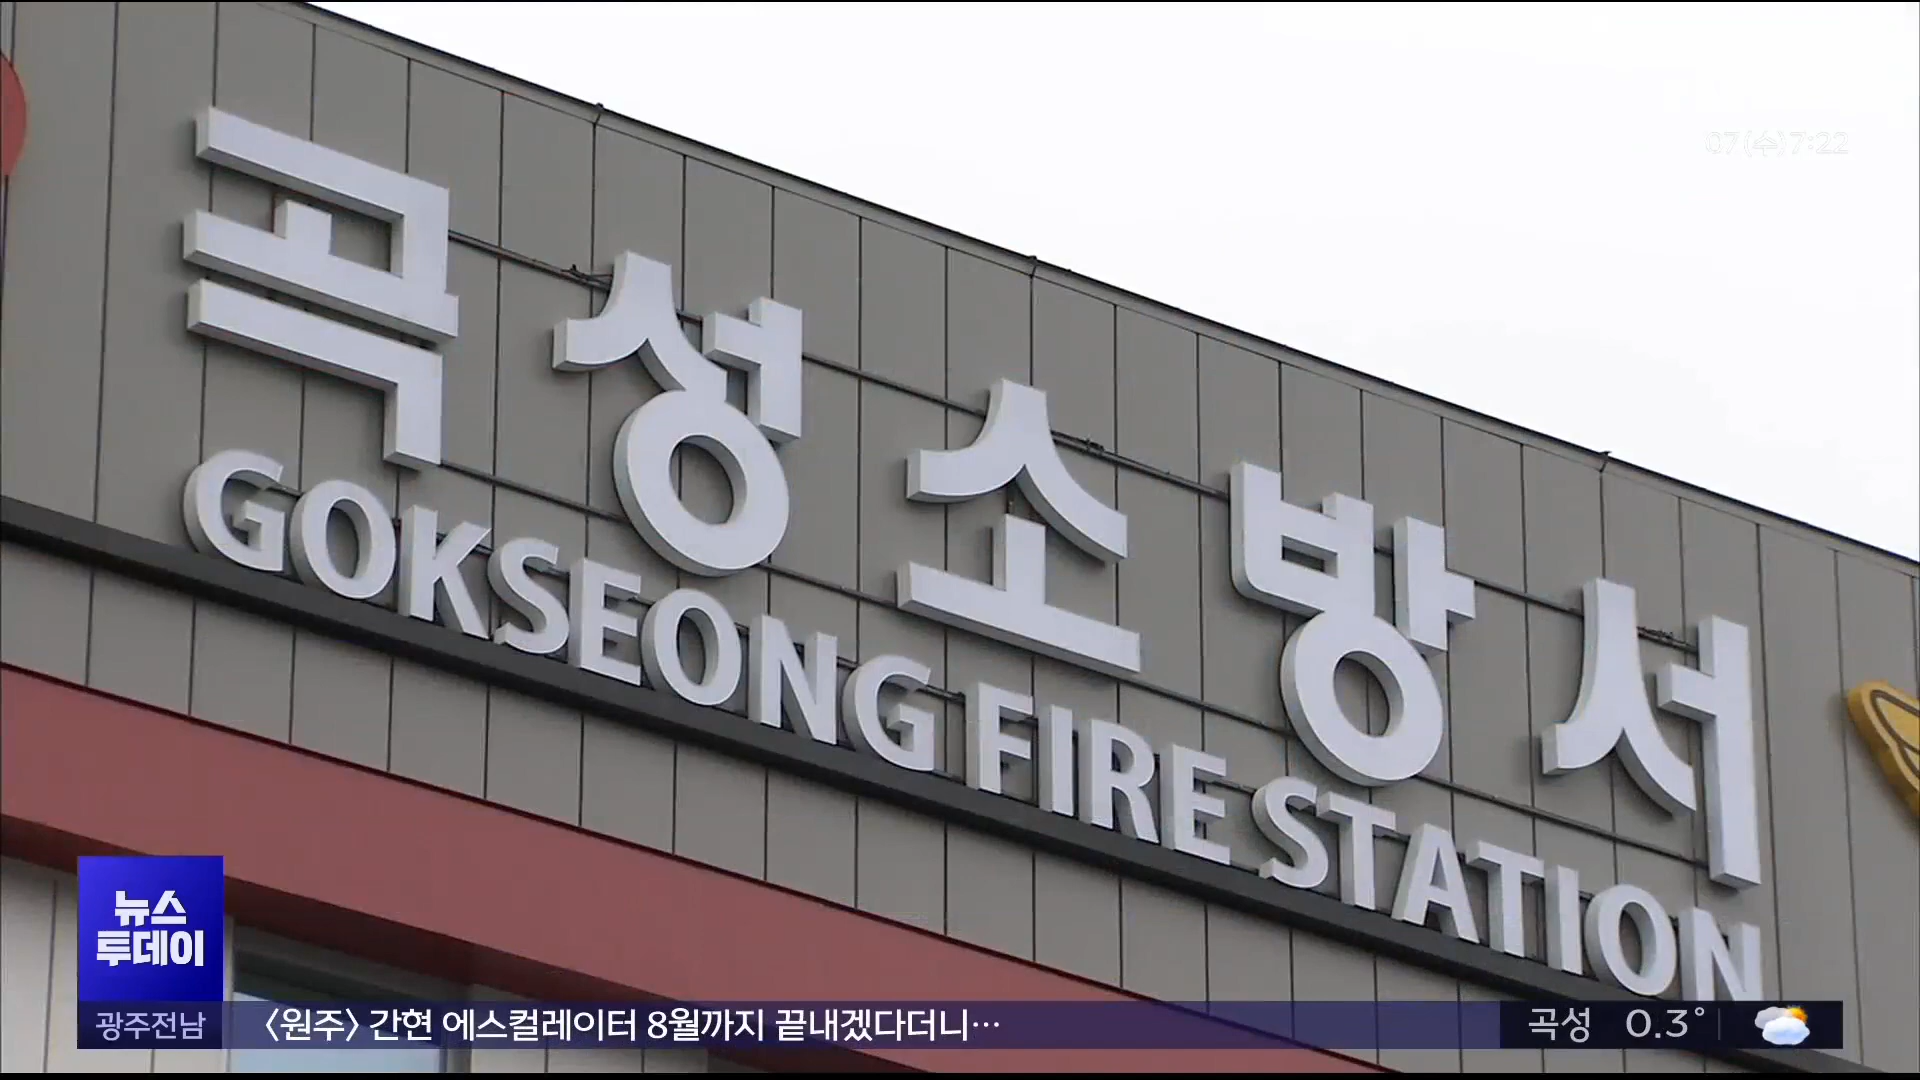 07(수)7:22
곡성소방서
GOKSEONG FIRE STATION
뉴스
투데이
광주전남
〈원주〉 간현 에스컬레이터 8월까지 끝내겠다더니…
곡성 0.3°